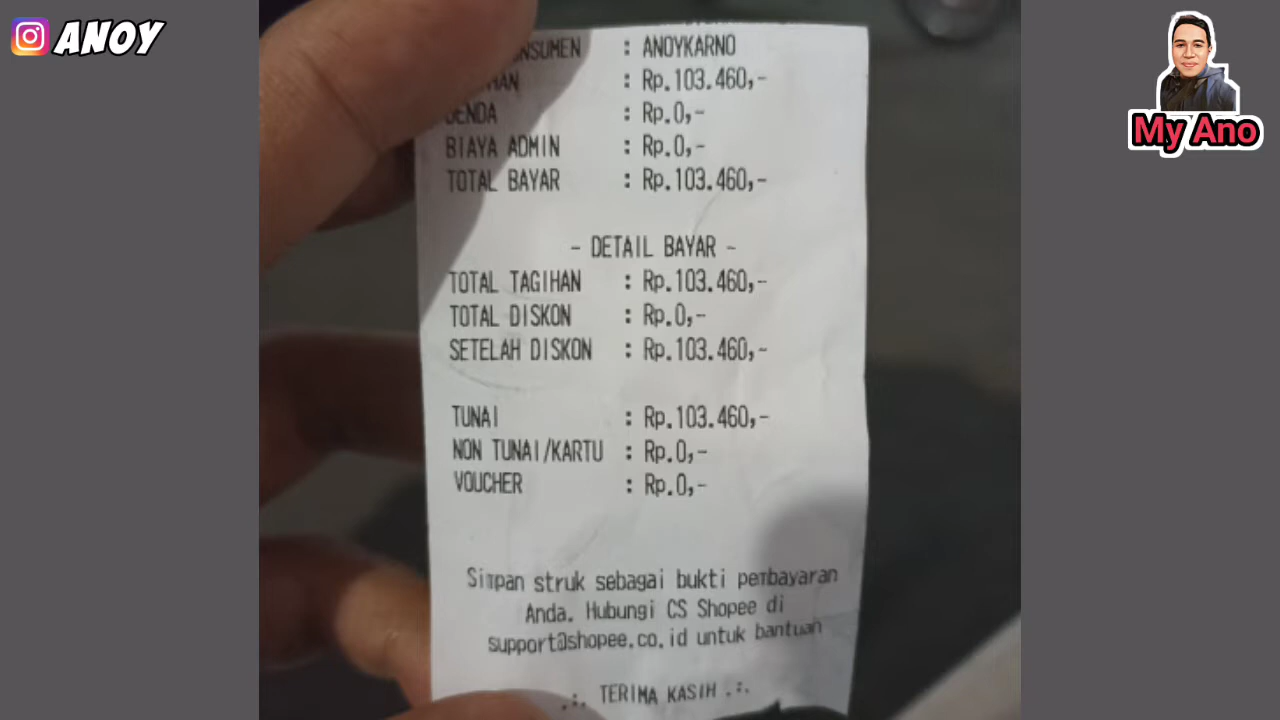 ANOY
My Ano
: ANOYKARNO
: Rp.103.460,-
DENDA : Rp.0,-
BIAYA ADMIN : Rp.0,-
TOTAL BAYAR : Rp.103.460,-
- DETAIL BAYAR -
TOTAL TAGIHAN : Rp.103.460,-
TOTAL DISKON : Rp.0,-
SETELAH DISKON : Rp.103.460,-
TUNAI : Rp.103.460,-
NON TUNAI/KARTU : Rp.0,-
VOUCHER : Rp.0,-
Simpan struk sebagai bukti pembayaran
Anda. Hubungi CS Shopee di
support@shopee.co.id untuk bantuan
.:. TERIMA KASIH .:.